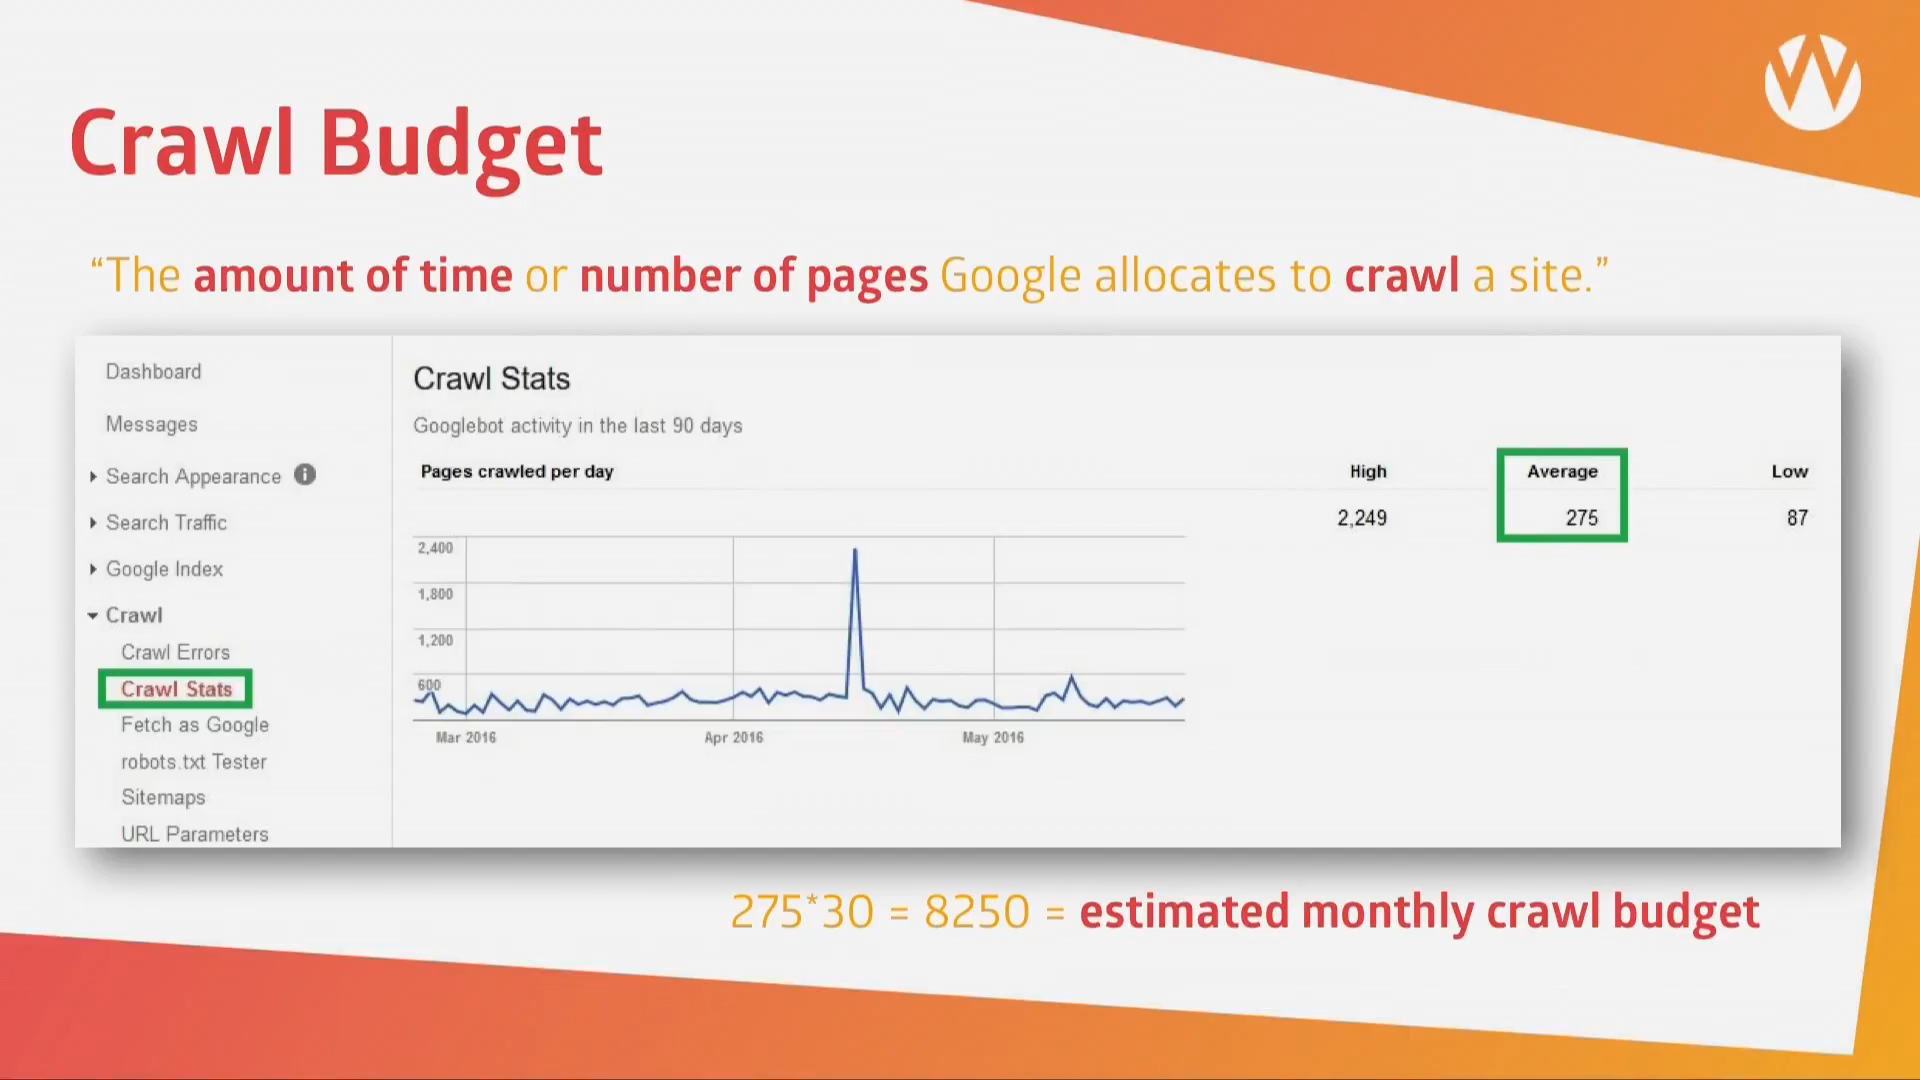 Crawl Budget
“The amount of time or number of pages Google allocates to crawl a site.”
Dashboard
Messages
Search Appearance
Search Traffic
Google Index
Crawl
Crawl Errors
Crawl Stats
Fetch as Google
robots.txt Tester
Sitemaps
URL Parameters
Crawl Stats
Googlebot activity in the last 90 days
Pages crawled per day High Average Low
2,249 275 87
2,400
1,800
1,200
600
Mar 2016 Apr 2016 May 2016
275*30 = 8250 = estimated monthly crawl budget